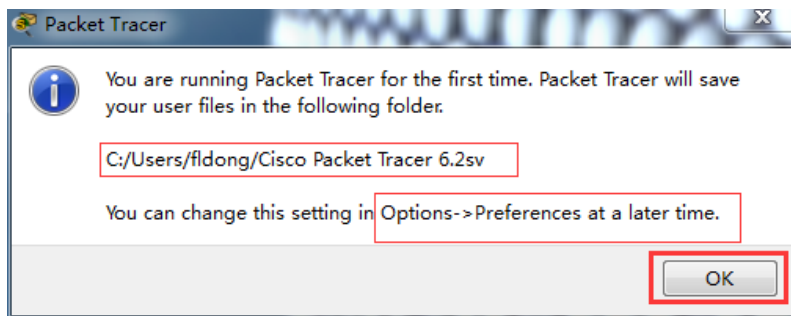 Packet Tracer
You are running Packet Tracer for the first time. Packet Tracer will save
your user files in the following folder.
C:/Users/fldong/Cisco Packet Tracer 6.2sv
You can change this setting in Options->Preferences at a later time.
OK